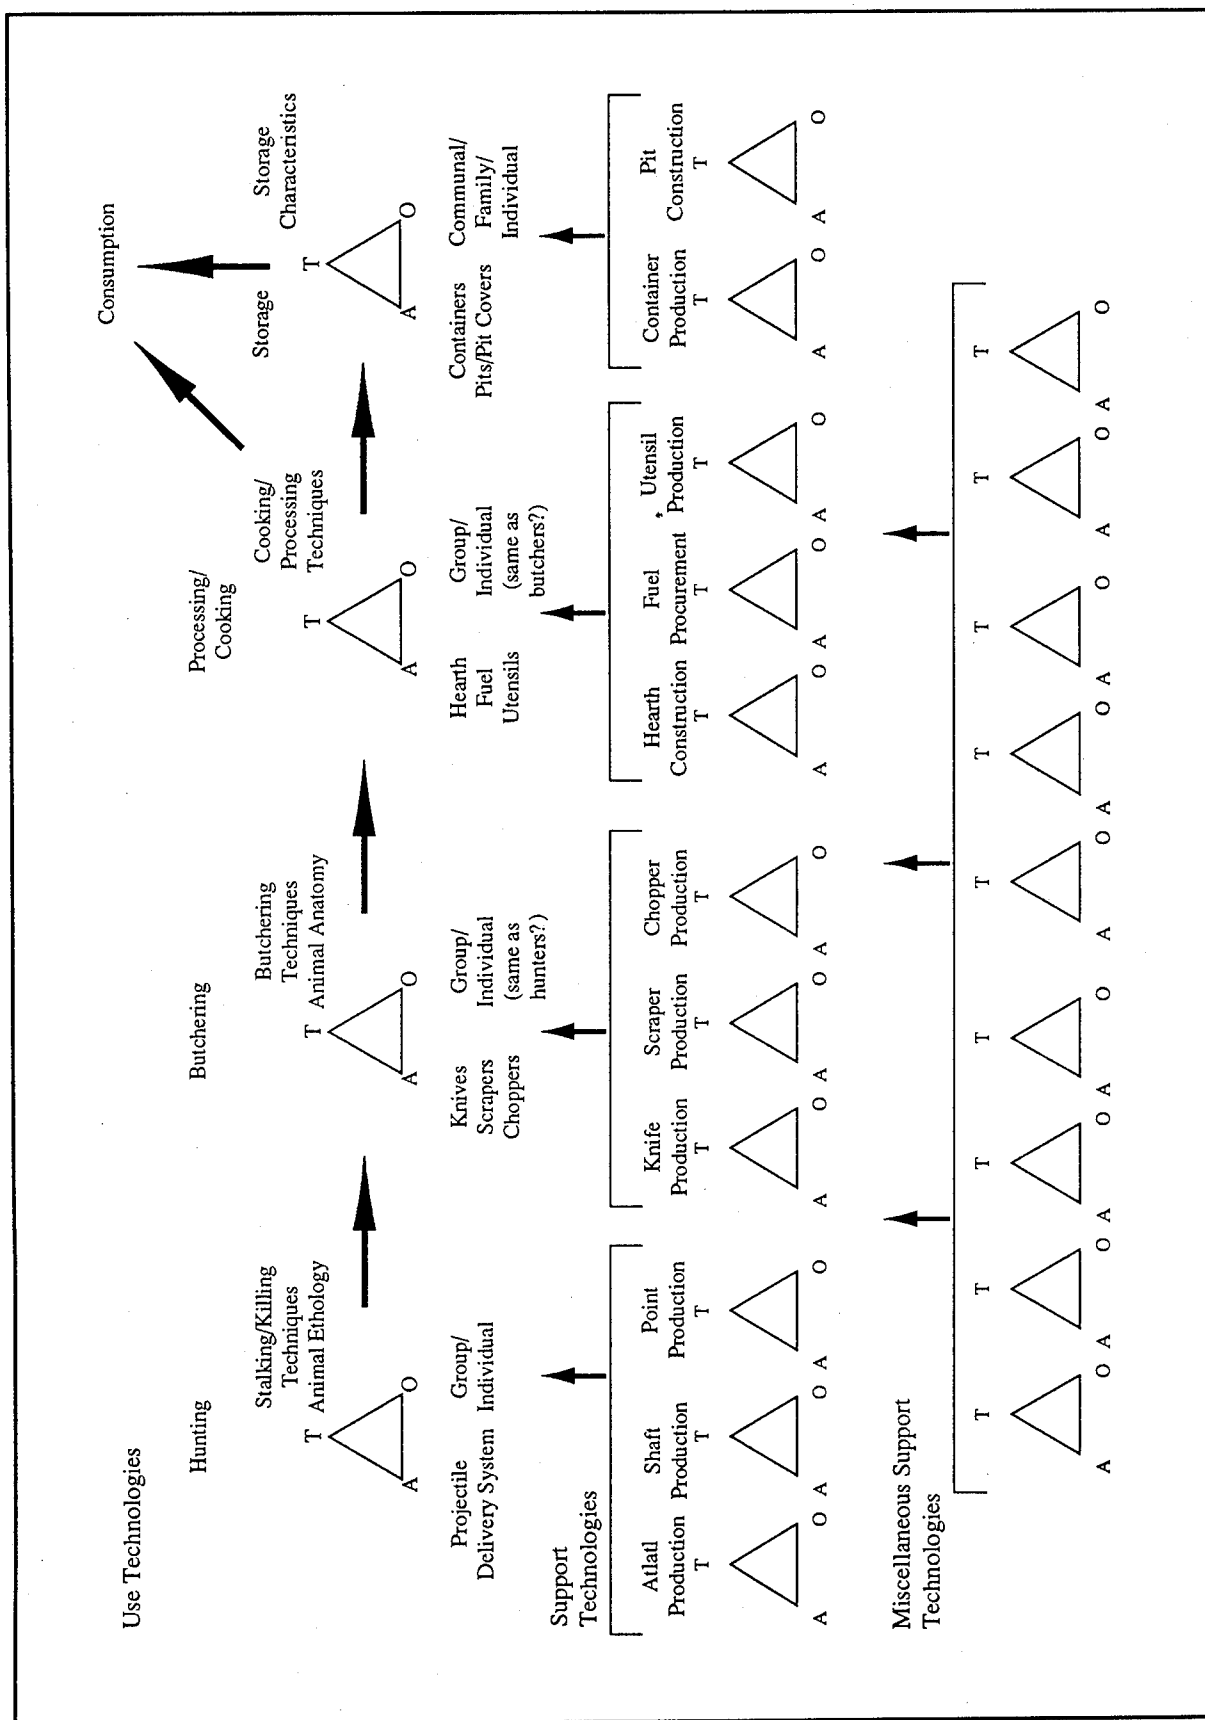 Use Technologies
Consumption
Hunting
Butchering
Processing/
Cooking
Storage
Stalking/Killing
Techniques
Animal Ethology
T
A
O
Projectile
Delivery System
Group/
Individual
Butchering
Techniques
Animal Anatomy
T
A
O
Knives
Scrapers
Choppers
Group/
Individual
(same as
hunters?)
Cooking/
Processing
Techniques
T
A
O
Hearth
Fuel
Utensils
Group/
Individual
(same as
butchers?)
Storage
Characteristics
T
A
O
Containers
Pits/Pit Covers
Communal/
Family/
Individual
Support
Technologies
Atlatl
Production
T
A
O
Shaft
Production
T
A
O
Point
Production
T
A
O
Knife
Production
T
A
O
Scraper
Production
T
A
O
Chopper
Production
T
A
O
Hearth
Construction
T
A
O
Fuel
Procurement
T
A
O
Utensil
Production
T
A
O
Container
Production
T
A
O
Pit
Construction
T
A
O
Miscellaneous Support
Technologies
T
A
O
T
A
O
T
A
O
T
A
O
T
A
O
T
A
O
T
A
O
T
A
O
T
A
O